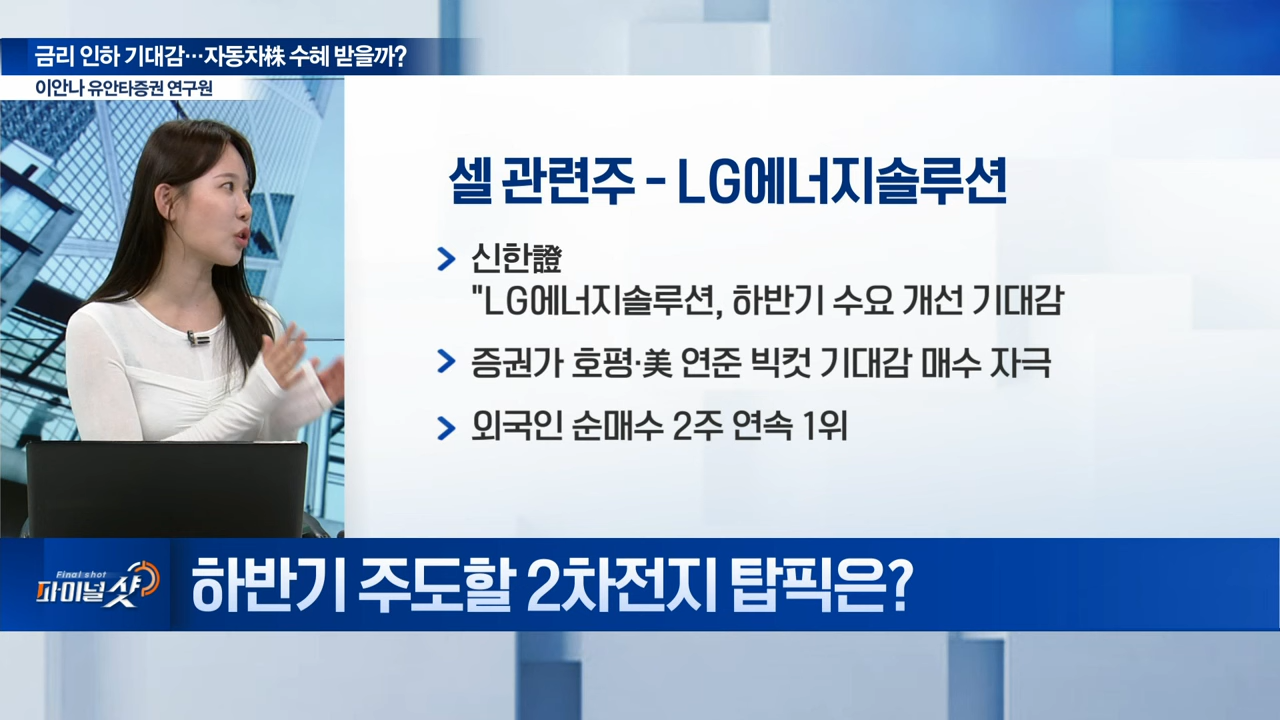 금리 인하 기대감…자동차株 수혜 받을까?
이안나 유안타증권 연구원
셀 관련주 - LG에너지솔루션
신한證
"LG에너지솔루션, 하반기 수요 개선 기대감
증권가 호평·美 연준 빅컷 기대감 매수 자극
외국인 순매수 2주 연속 1위
Final shot
파이널샷
하반기 주도할 2차전지 탑픽은?